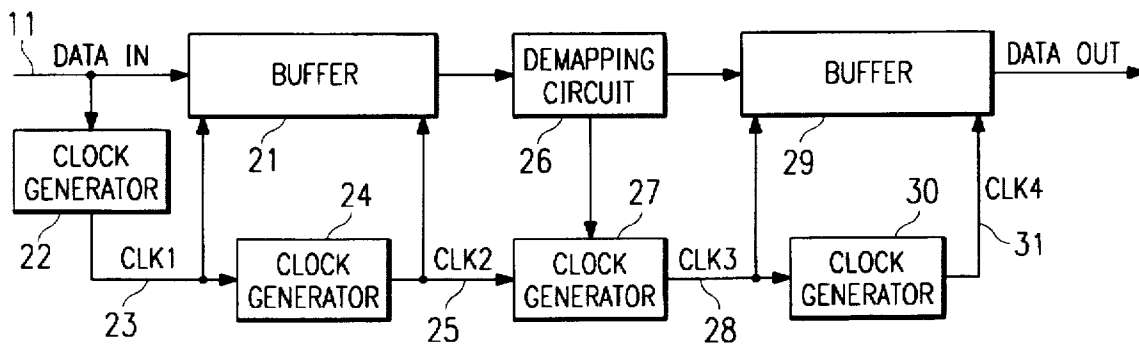 11
DATA IN
BUFFER
DEMAPPING
CIRCUIT
BUFFER
DATA OUT
21
26
29
CLOCK
GENERATOR
22
24
27
30
CLK4
31
CLK1
CLOCK
GENERATOR
CLK2
CLOCK
GENERATOR
CLK3
CLOCK
GENERATOR
23
25
28